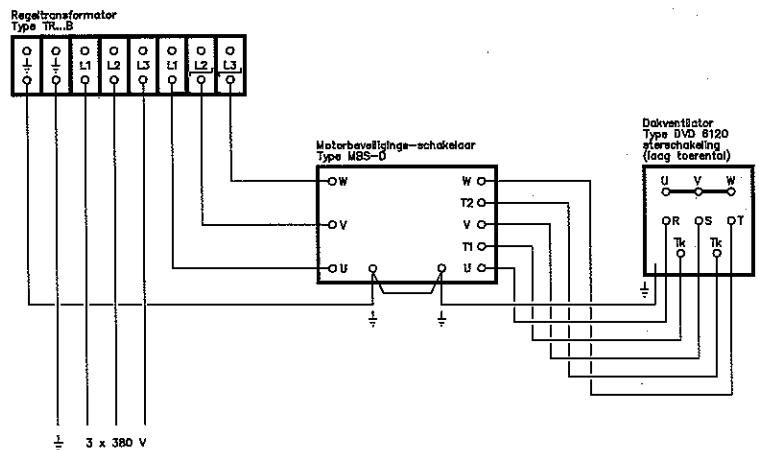 Regeltransformator
Type TR...B
L1 L2 L3 L1 L2 L3
Motorbeveiligings-schakelaar
Type MBS-D
W W
T2
V V
T1
U U
Dakventilator
Type DVD 6120
sterschakeling
(laag toerental)
U V W
R S T
Tk Tk
3 x 380 V